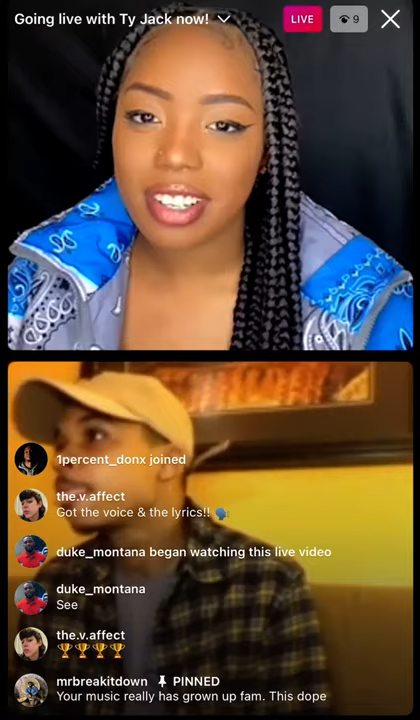 Going live with Ty Jack now!
LIVE
9
1percent_donx joined
the.v.affect
Got the voice & the lyrics!! 🗣
duke_montana began watching this live video
duke_montana
See
the.v.affect
🏆🏆🏆🏆
mrbreakitdown 📌 PINNED
Your music really has grown up fam. This dope